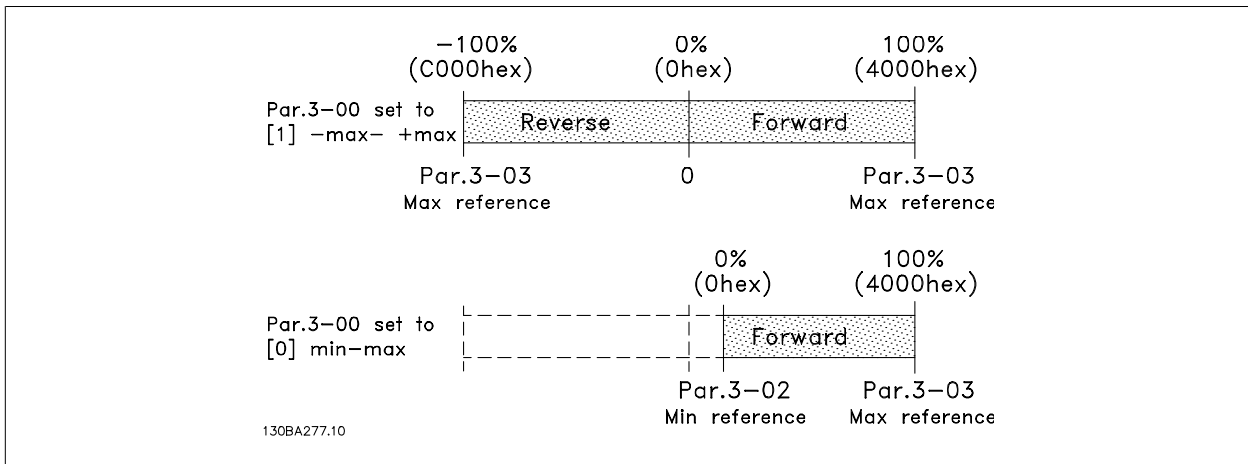 -100% 0% 100%
(C000hex) (0hex) (4000hex)
Par.3-00 set to
[1] -max- +max
Reverse Forward
Par.3-03 0 Par.3-03
Max reference Max reference
0% 100%
(0hex) (4000hex)
Par.3-00 set to
[0] min-max
Forward
Par.3-02 Par.3-03
Min reference Max reference
130BA277.10